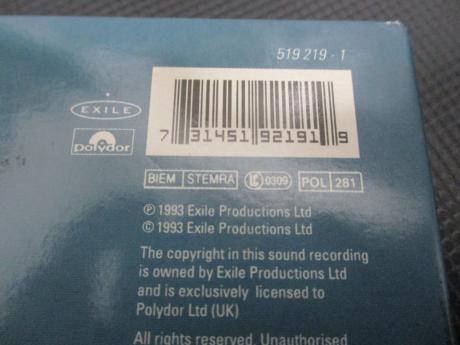 519 219 - 1
EXILE
polydor
7 31451 92191 9
BIEM STEMRA LC 0309 POL 281
℗ 1993 Exile Productions Ltd
© 1993 Exile Productions Ltd
The copyright in this sound recording
is owned by Exile Productions Ltd
and is exclusively licensed to
Polydor Ltd (UK)
All rights reserved. Unauthorised